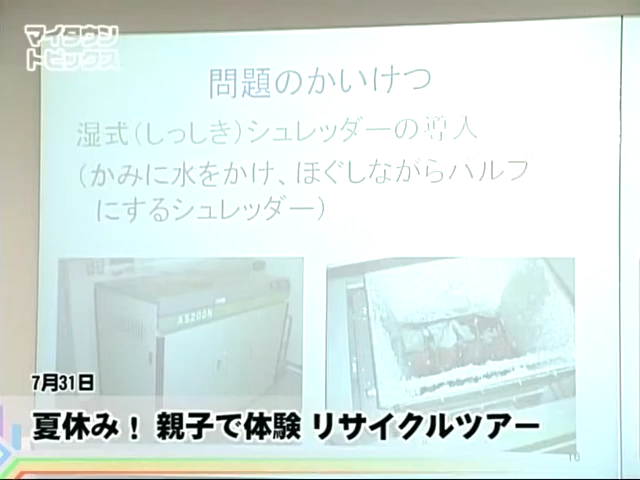 マイタウン
トピックス
問題のかいけつ
湿式(しっしき)シュレッダーの導入
(かみに水をかけ、ほぐしながらパルプ
にするシュレッダー)
AS200N
7月31日
夏休み! 親子で体験 リサイクルツアー
16